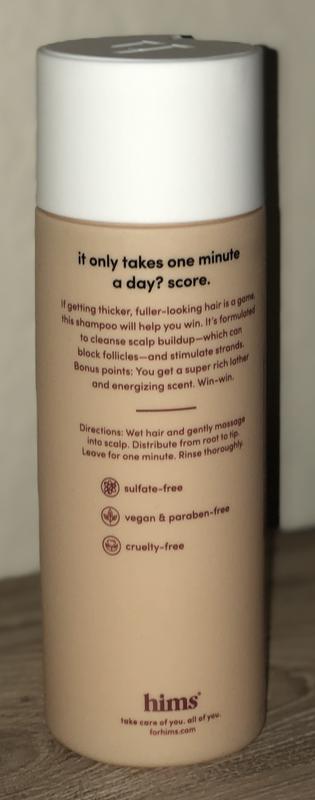 it only takes one minute
a day? score.
If getting thicker, fuller-looking hair is a game,
this shampoo will help you win. It's formulated
to cleanse scalp buildup—which can
block follicles—and stimulate strands.
Bonus points: You get a super rich lather
and energizing scent. Win-win.
Directions: Wet hair and gently massage
into scalp. Distribute from root to tip.
Leave for one minute. Rinse thoroughly.
sulfate-free
vegan & paraben-free
cruelty-free
hims
take care of you. all of you.
forhims.com